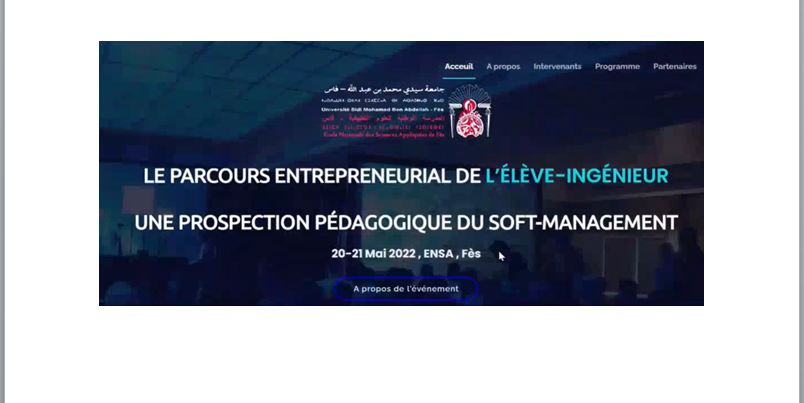 Acceuil A propos Intervenants Programme Partenaires
جامعة سيدي محمد بن عبد الله – فاس
Université Sidi Mohamed Ben Abdellah - Fès
المدرسة الوطنية للعلوم التطبيقية - فاس
Ecole Nationale des Sciences Appliquées de Fès
LE PARCOURS ENTREPRENEURIAL DE L'ÉLÈVE-INGÉNIEUR
UNE PROSPECTION PÉDAGOGIQUE DU SOFT-MANAGEMENT
20-21 Mai 2022 , ENSA , Fès
A propos de l'événement